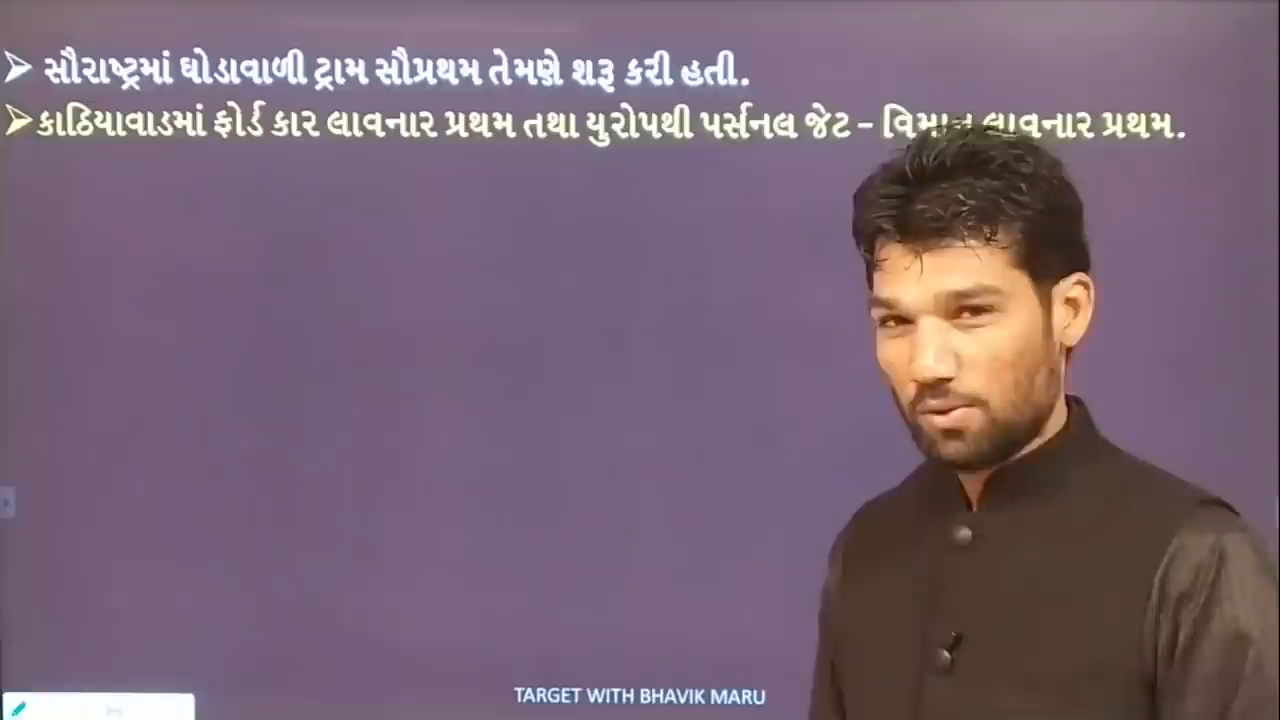 ➢ સૌરાષ્ટ્રમાં ઘોડાવાળી ટ્રામ સૌપ્રથમ તેમણે શરૂ કરી હતી.
➢કાઠિયાવાડમાં ફોર્ડ કાર લાવનાર પ્રથમ તથા યુરોપથી પર્સનલ જેટ – વિમાન લાવનાર પ્રથમ.
TARGET WITH BHAVIK MARU